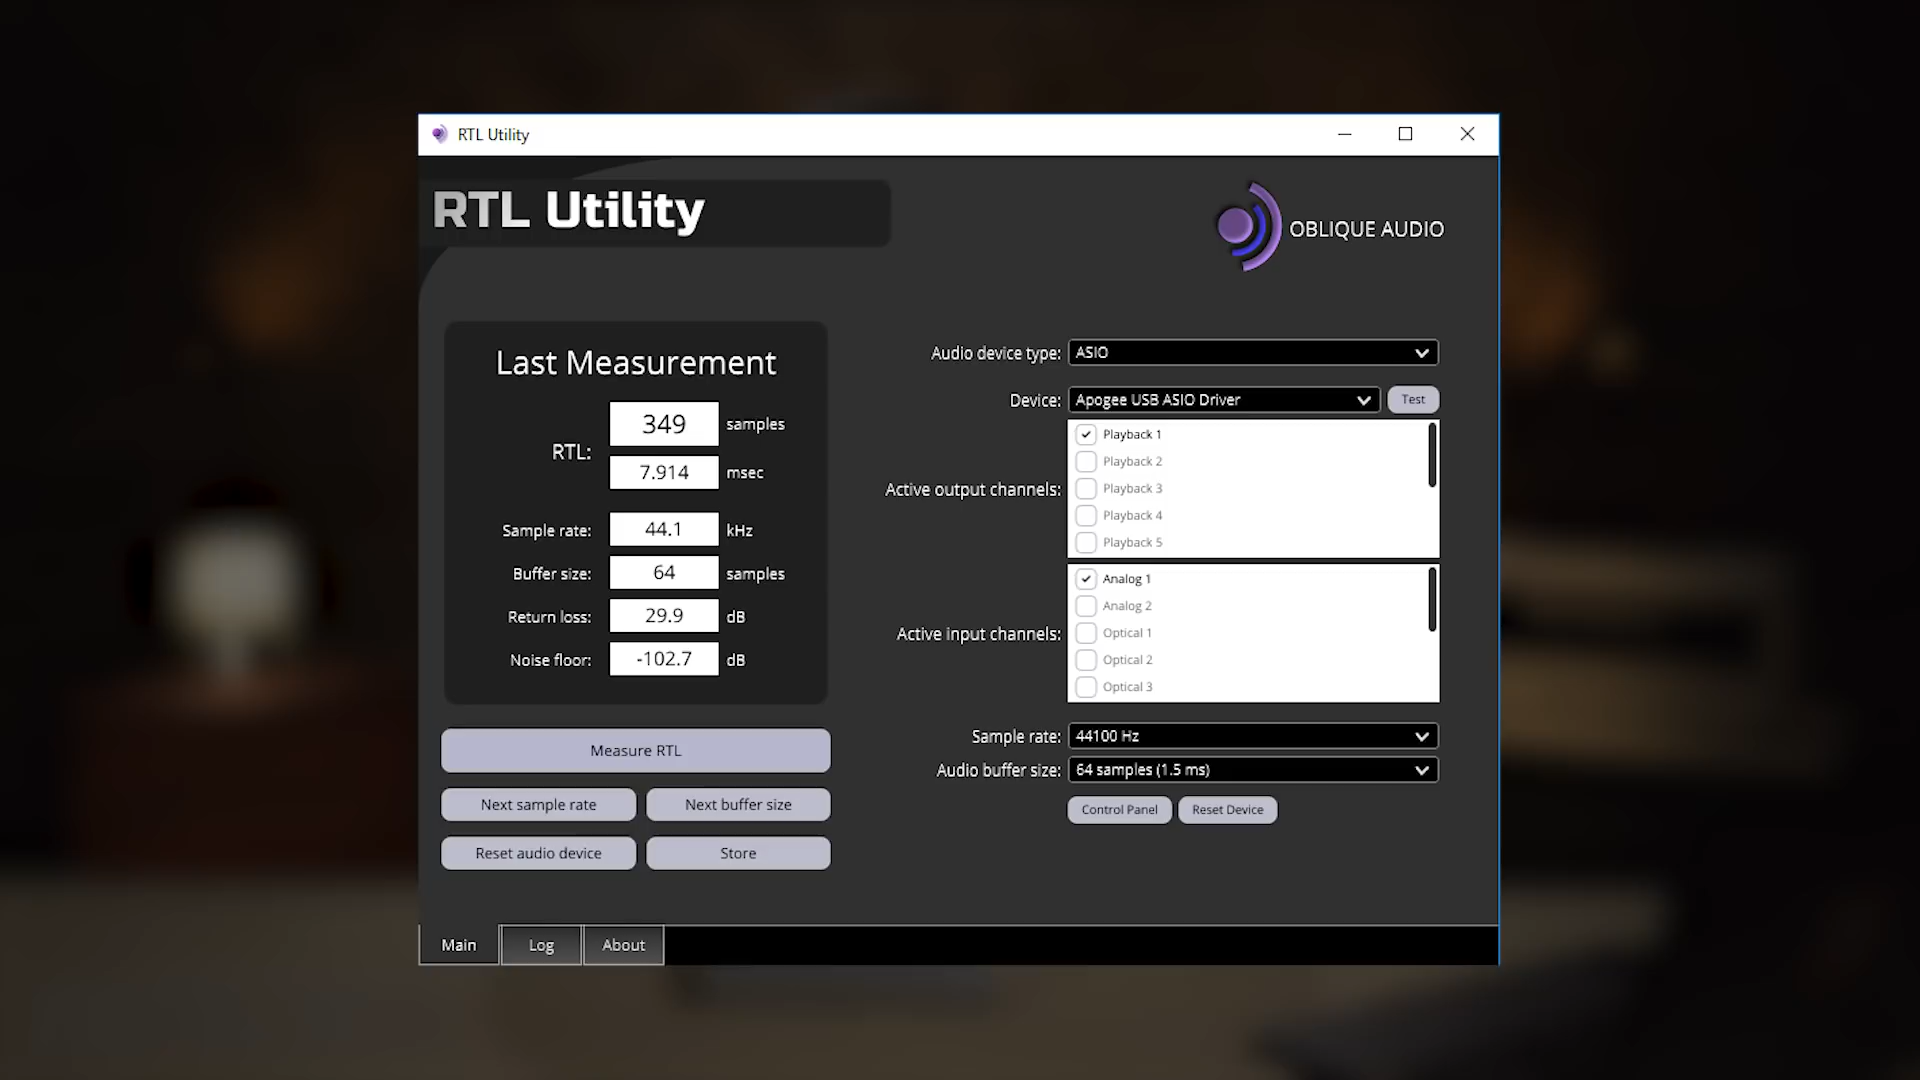 RTL Utility
RTL Utility
OBLIQUE AUDIO
Last Measurement
RTL:
349 samples
7.914 msec
Sample rate: 44.1 kHz
Buffer size: 64 samples
Return loss: 29.9 dB
Noise floor: -102.7 dB
Measure RTL
Next sample rate
Next buffer size
Reset audio device
Store
Audio device type: ASIO
Device: Apogee USB ASIO Driver Test
Active output channels:
Playback 1
Playback 2
Playback 3
Playback 4
Playback 5
Active input channels:
Analog 1
Analog 2
Optical 1
Optical 2
Optical 3
Sample rate: 44100 Hz
Audio buffer size: 64 samples (1.5 ms)
Control Panel
Reset Device
Main
Log
About